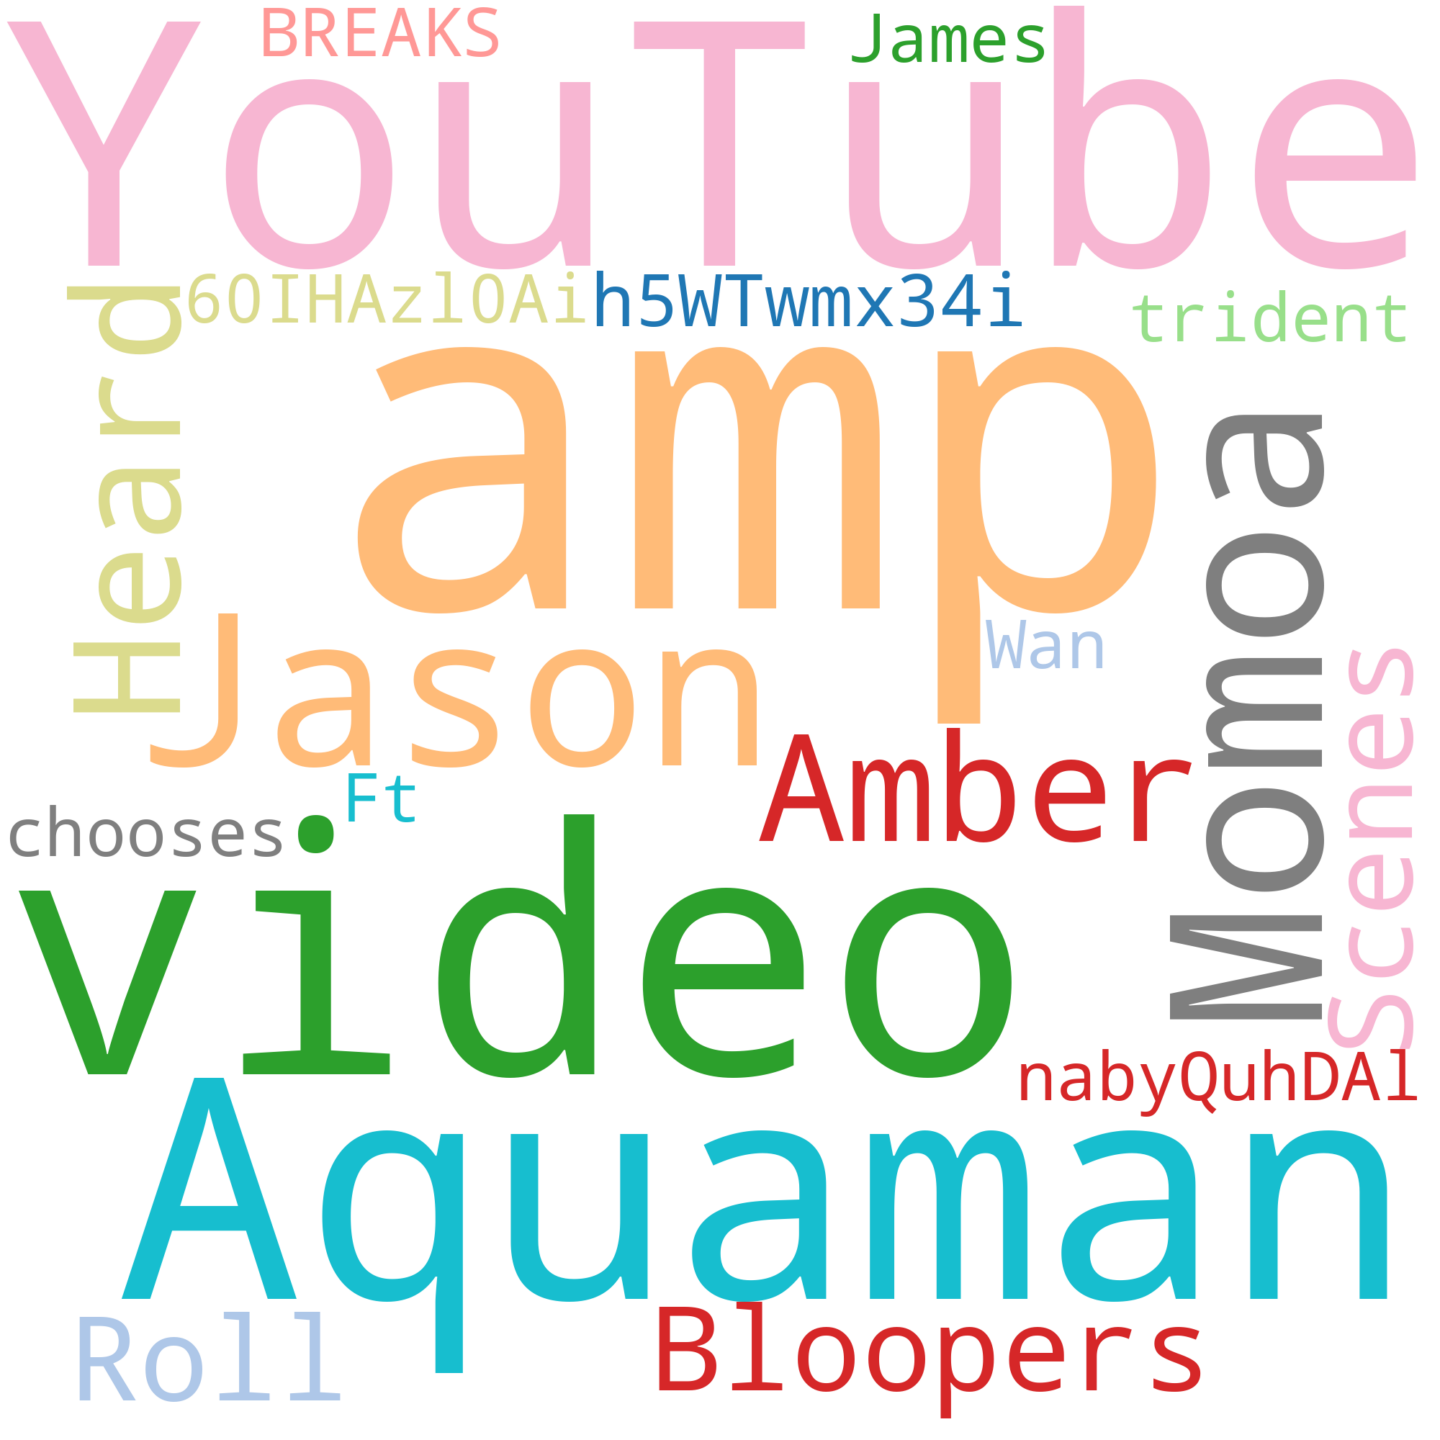 BREAKS
James
YouTube
60IHAzlOAi
h5WTwmx34i
trident
Heard
amp
Momoa
Jason
Wan
Scenes
Amber
Ft
chooses
video
nabyQuhDAl
Aquaman
Roll
Bloopers